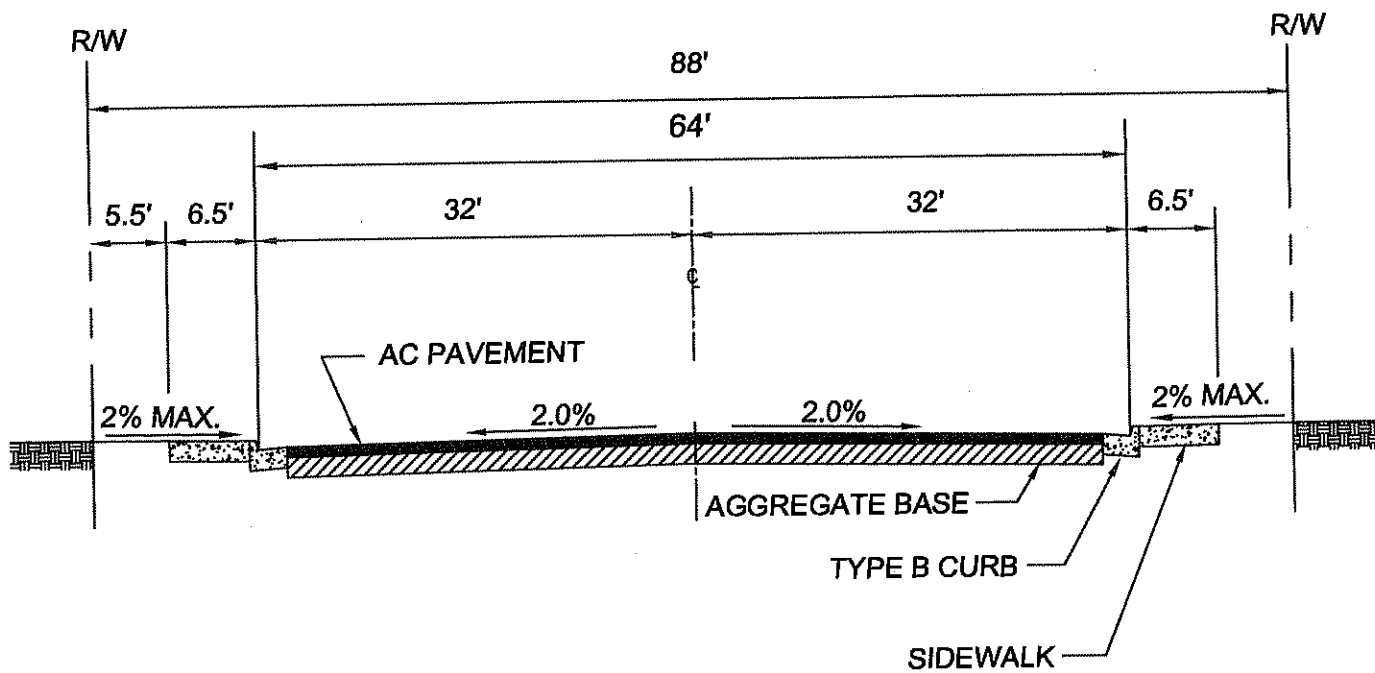 R/W
R/W
88'
64'
5.5'
6.5'
32'
32'
6.5'
℄
AC PAVEMENT
2% MAX.
2.0%
2.0%
2% MAX.
AGGREGATE BASE
TYPE B CURB
SIDEWALK